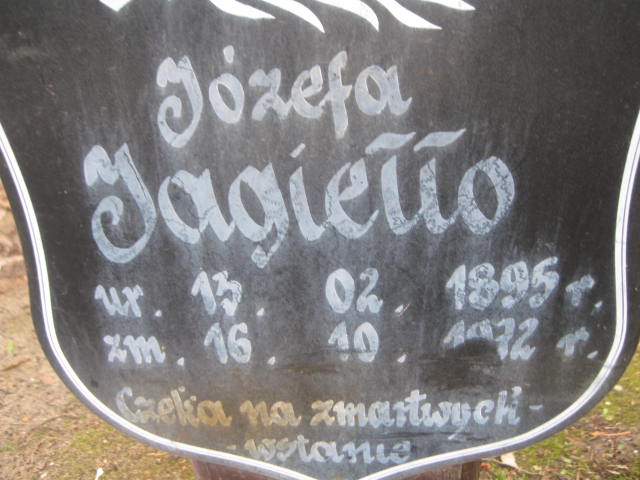 Józefa
Jagiełło
ur. 13. 02. 1895 r.
zm. 16. 10. 1972 r.
Czeka na zmartwych-
-wstanie